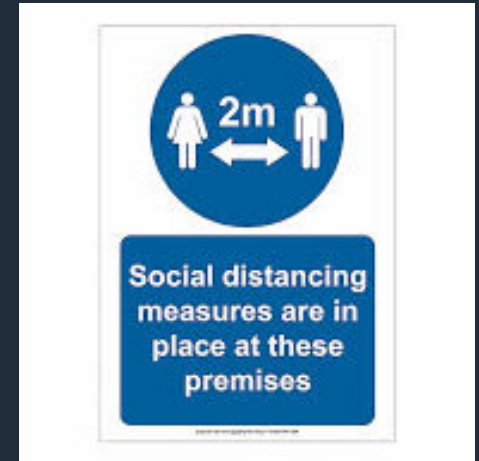 2m
Social distancing
measures are in
place at these
premises